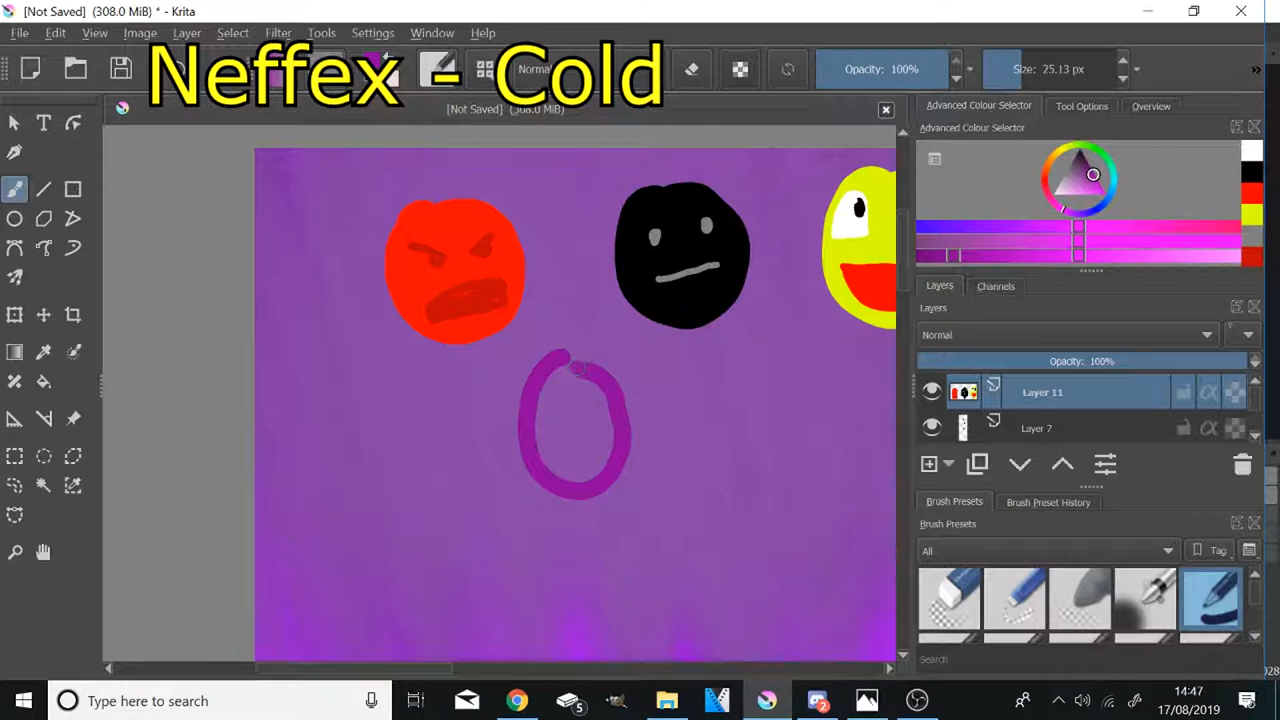 [Not Saved] (308.0 MiB) * - Krita
File Edit View Image Layer Select Filter Tools Settings Window Help
Neffex - Cold
Normal
Opacity: 100%
Size: 25.13 px
»
[Not Saved] (308.0 MiB)
Advanced Colour Selector
Tool Options
Overview
Advanced Colour Selector
Layers
Channels
Layers
Normal
Opacity: 100%
Layer 11
Layer 7
Brush Presets
Brush Preset History
Brush Presets
All
Tag
Search
Type here to search
5
2
14:47
17/08/2019